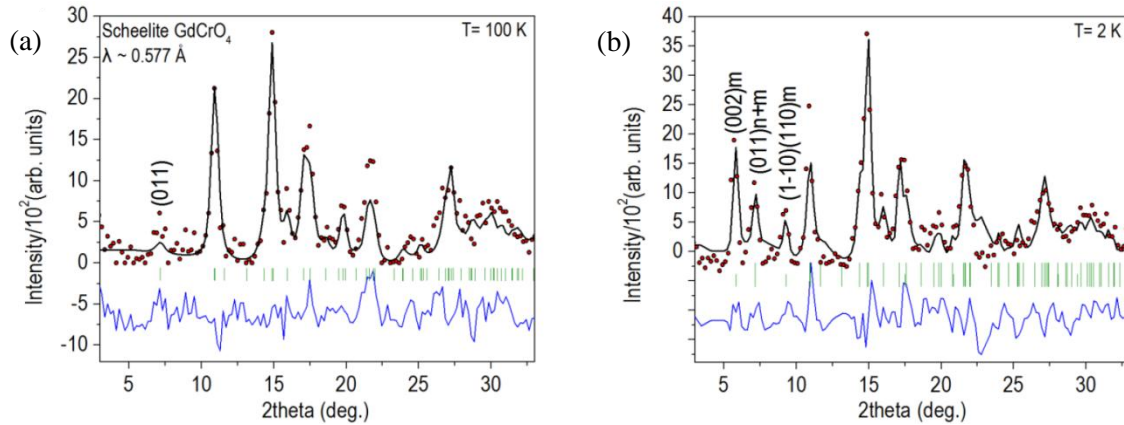 (a)
Scheelite GdCrO₄
λ ~ 0.577 Å
T= 100 K
(011)
Intensity/10²(arb. units)
30
25
20
15
10
5
0
-5
-10
5 10 15 20 25 30
2theta (deg.)
(b)
T= 2 K
(002)m
(011)n+m
(1-10)(110)m
Intensity/10²(arb. units)
40
35
30
25
20
15
10
5
0
5 10 15 20 25 30
2theta (deg.)